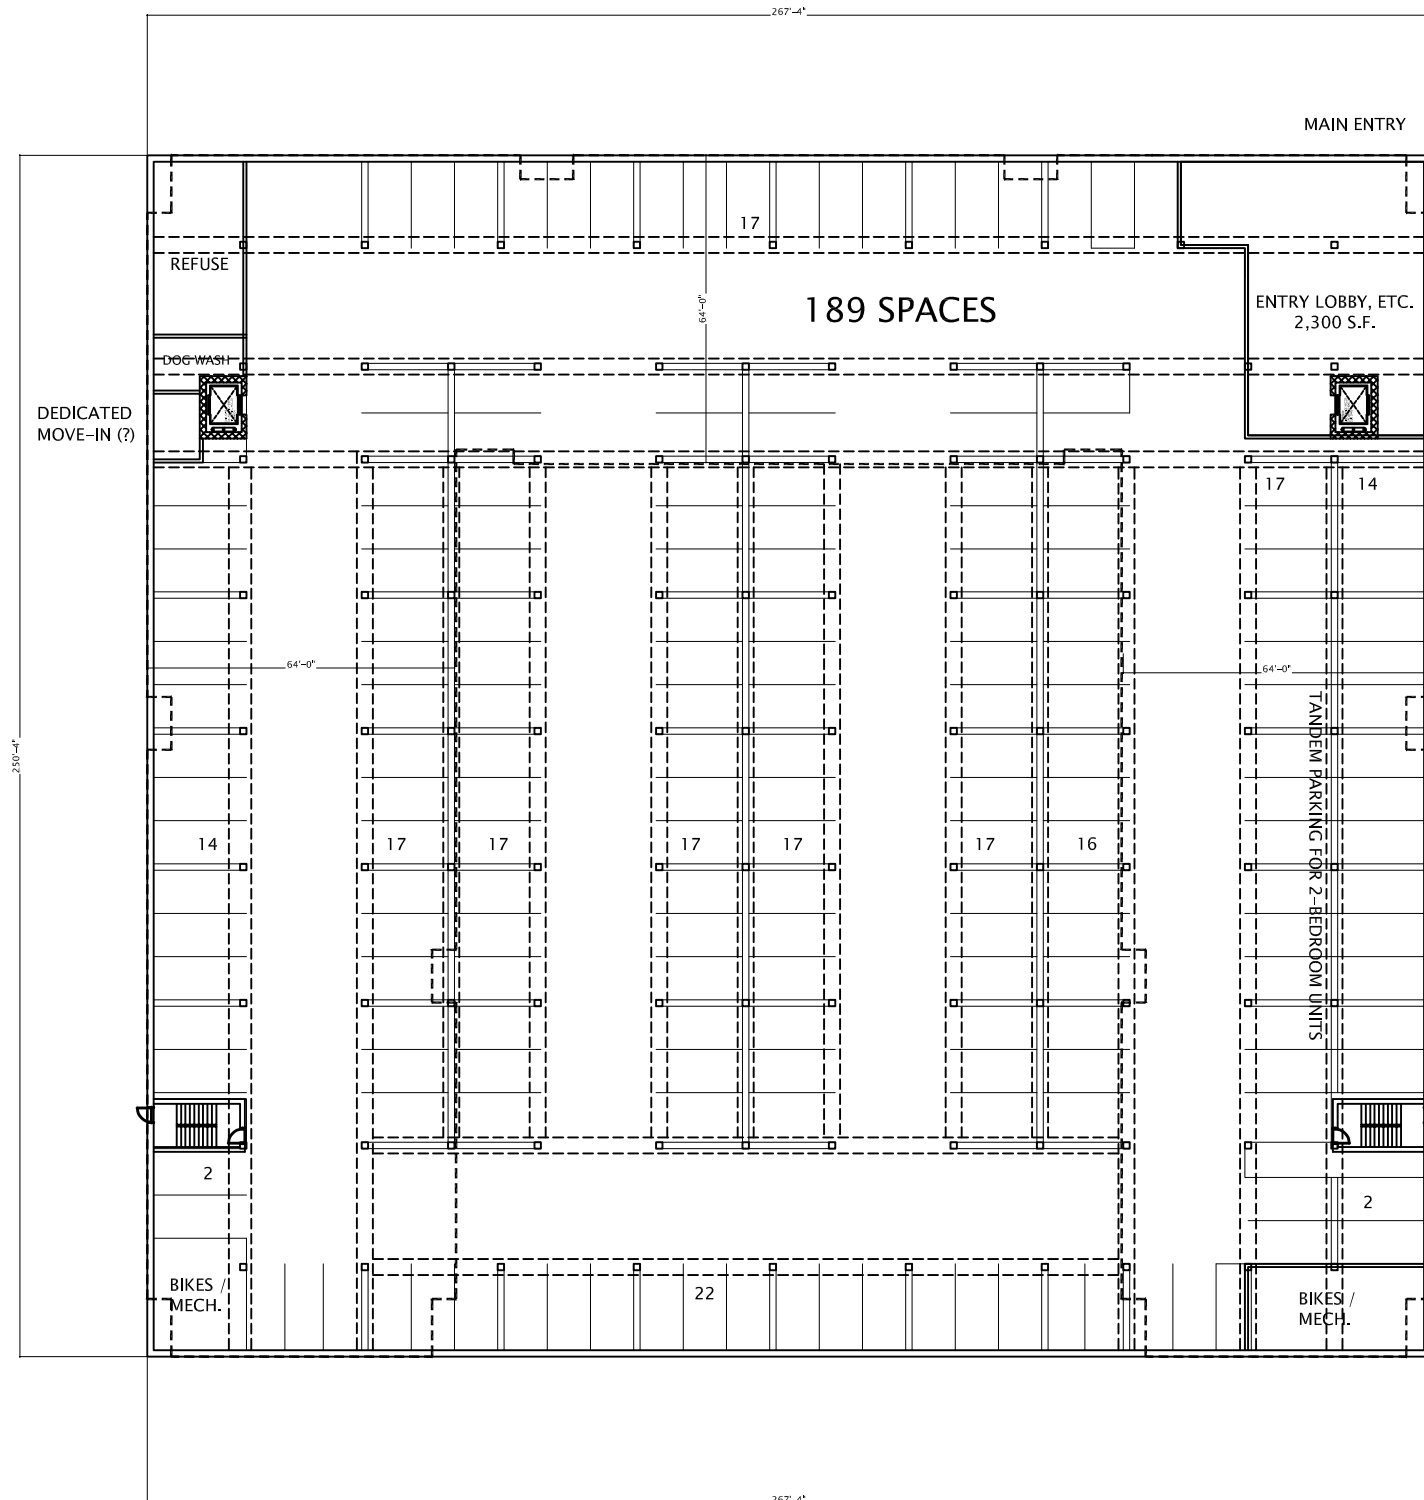 267'-4"
MAIN ENTRY
17
REFUSE
64'-0"
189 SPACES
ENTRY LOBBY, ETC.
2,300 S.F.
DOG WASH
DEDICATED
MOVE-IN (?)
17
14
64'-0"
64'-0"
250'-4"
TANDEM PARKING FOR 2-BEDROOM UNITS
14
17
17
17
17
17
16
2
2
BIKES /
MECH.
22
BIKES /
MECH.
267'-4"